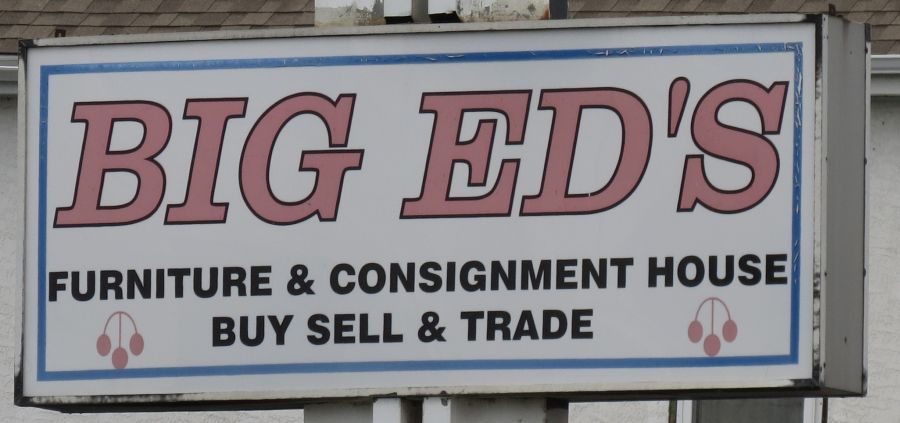 BIG ED'S
FURNITURE & CONSIGNMENT HOUSE
BUY SELL & TRADE